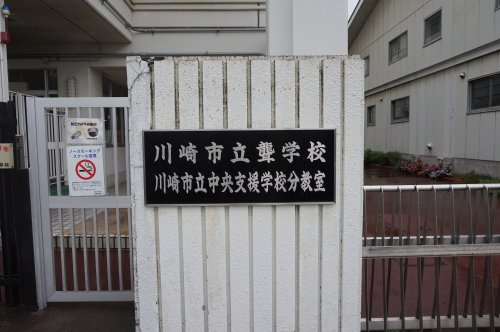 川崎市立聾学校
川崎市立中央支援学校分教室
ノースモーキング
スクール宣言